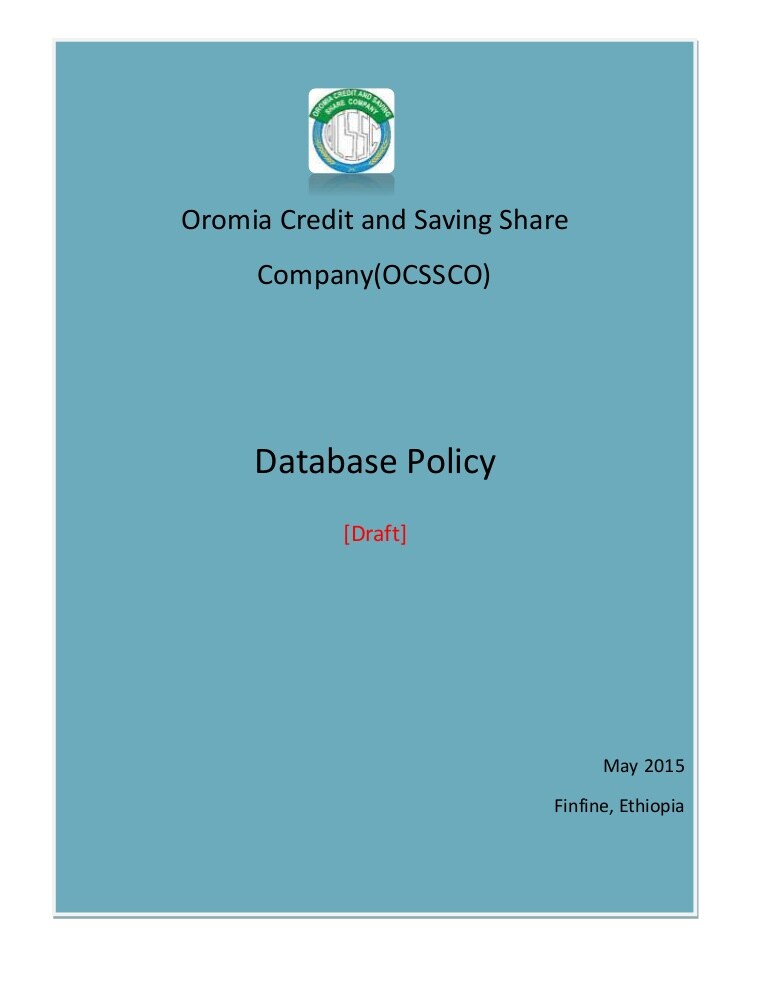 OROMIA CREDIT AND SAVING
SHARE COMPANY
OCSSC
Oromia Credit and Saving Share
Company(OCSSCO)
Database Policy
[Draft]
May 2015
Finfine, Ethiopia